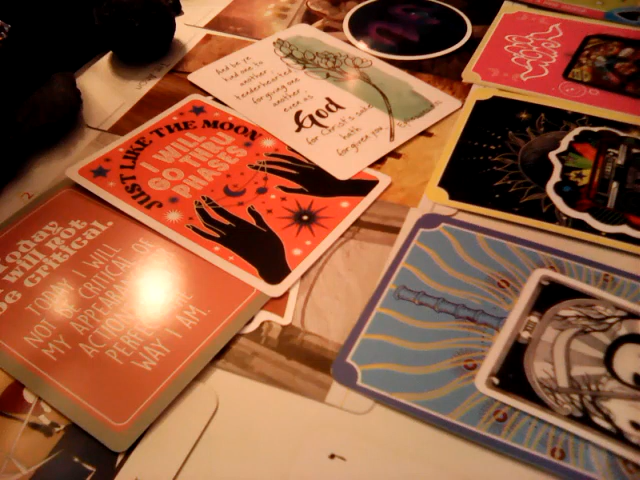 And be ye
kind one to
another
tenderhearted
forgiving one
another
even as
God
for Christ's sake
hath
forgiven you
JUST LIKE THE MOON
I WILL
GO THRU
PHASES
Today
I will not
be critical.
TODAY I WILL
NOT BE CRITICAL OF
MY APPEARANCE
WAY I AM.